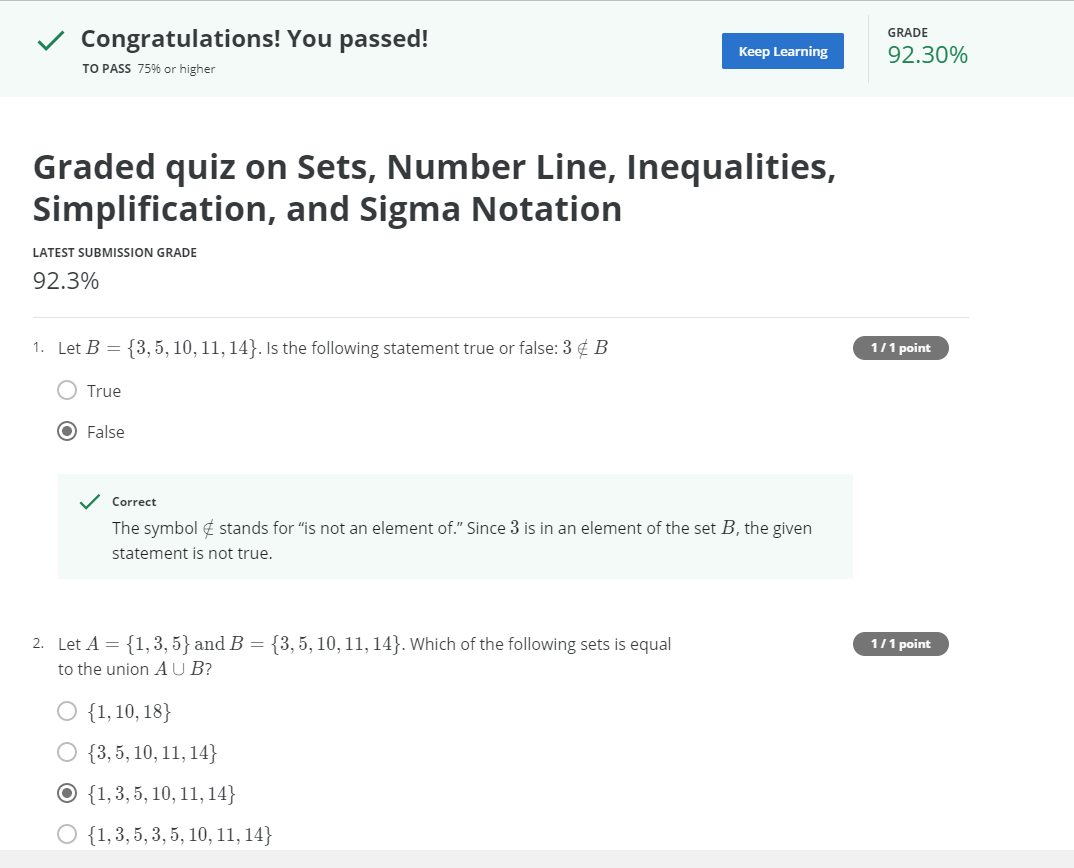 Congratulations! You passed!
TO PASS 75% or higher
Keep Learning
GRADE
92.30%
Graded quiz on Sets, Number Line, Inequalities,
Simplification, and Sigma Notation
LATEST SUBMISSION GRADE
92.3%
1. Let B = {3, 5, 10, 11, 14}. Is the following statement true or false: 3 ∉ B
1 / 1 point
True
False
Correct
The symbol ∉ stands for “is not an element of.” Since 3 is in an element of the set B, the given
statement is not true.
2. Let A = {1, 3, 5} and B = {3, 5, 10, 11, 14}. Which of the following sets is equal
to the union A ∪ B?
1 / 1 point
{1, 10, 18}
{3, 5, 10, 11, 14}
{1, 3, 5, 10, 11, 14}
{1, 3, 5, 3, 5, 10, 11, 14}